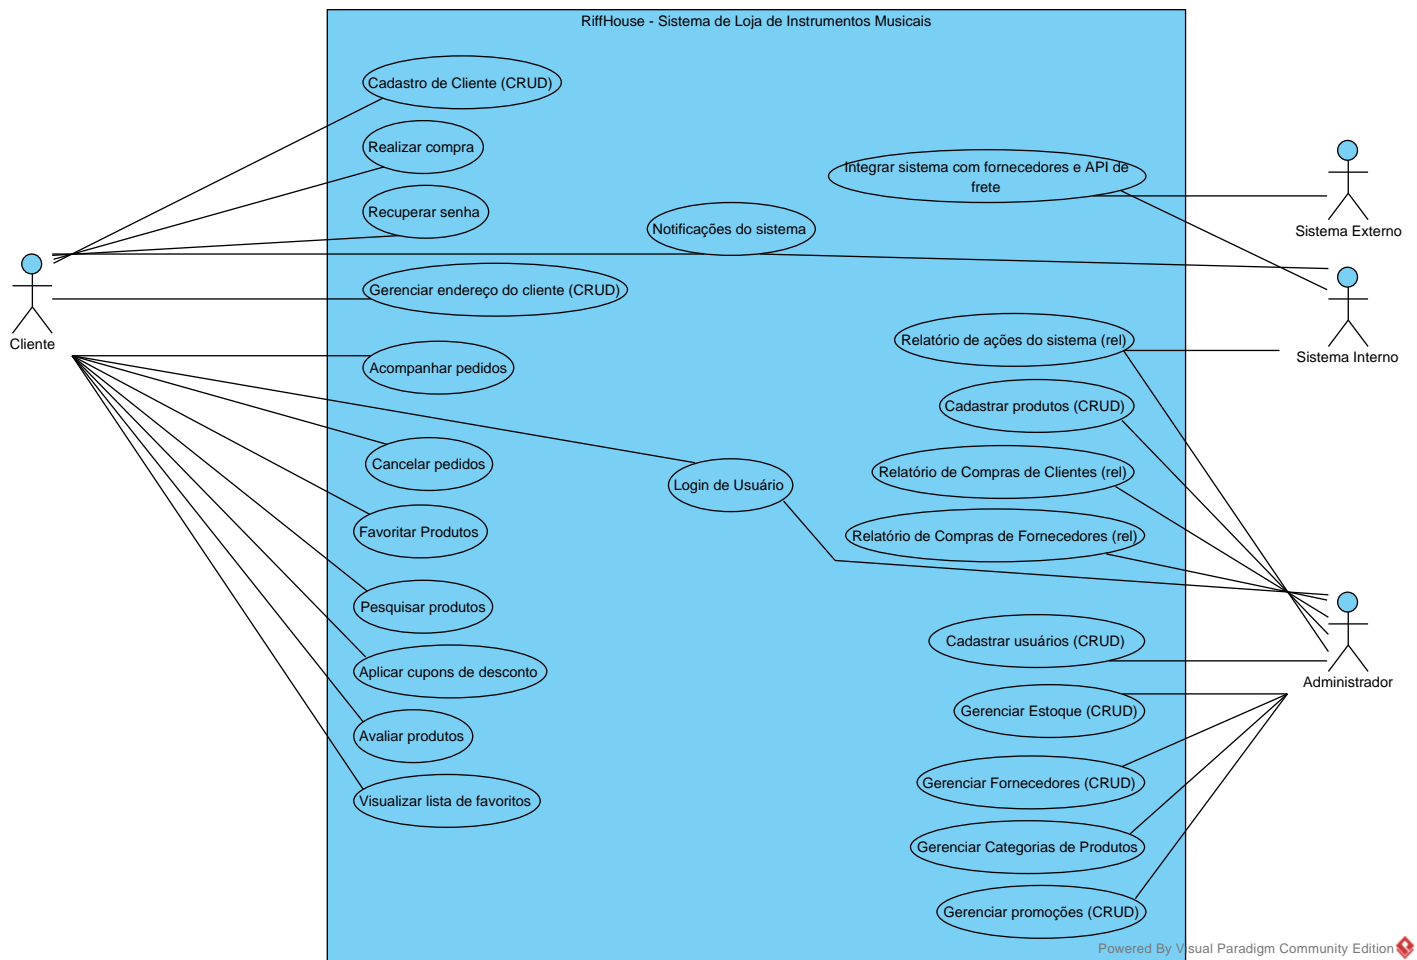 RiffHouse - Sistema de Loja de Instrumentos Musicais
Cadastro de Cliente (CRUD)
Realizar compra
Recuperar senha
Notificações do sistema
Integrar sistema com fornecedores e API de
frete
Sistema Externo
Gerenciar endereço do cliente (CRUD)
Cliente
Sistema Interno
Relatório de ações do sistema (rel)
Acompanhar pedidos
Cadastrar produtos (CRUD)
Cancelar pedidos
Relatório de Compras de Clientes (rel)
Login de Usuário
Favoritar Produtos
Relatório de Compras de Fornecedores (rel)
Pesquisar produtos
Cadastrar usuários (CRUD)
Aplicar cupons de desconto
Administrador
Gerenciar Estoque (CRUD)
Avaliar produtos
Gerenciar Fornecedores (CRUD)
Visualizar lista de favoritos
Gerenciar Categorias de Produtos
Gerenciar promoções (CRUD)
Powered By Visual Paradigm Community Edition